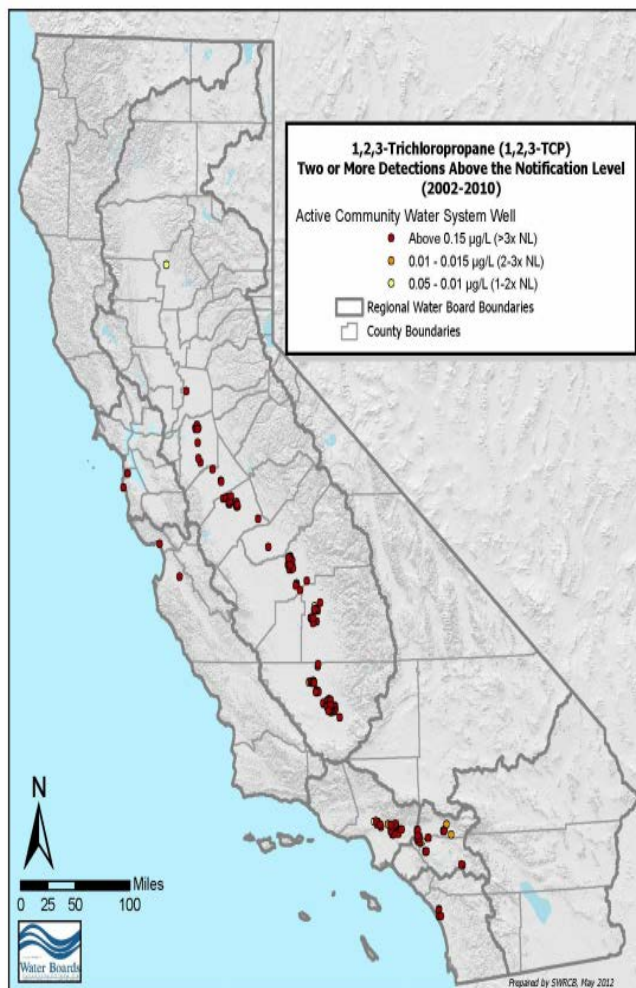 1,2,3-Trichloropropane (1,2,3-TCP)
Two or More Detections Above the Notification Level
(2002-2010)
Active Community Water System Well
Above 0.15 µg/L (>3x NL)
0.01 - 0.015 µg/L (2-3x NL)
0.05 - 0.01 µg/L (1-2x NL)
Regional Water Board Boundaries
County Boundaries
N
Miles
0 25 50 100
Water Boards
Prepared by SWRCB, May 2012